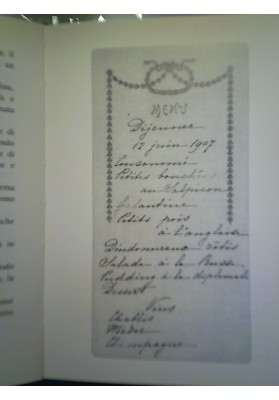 MENU
Déjeuner
17 juin 1907
Consommé
Petites bouchées
au Salpicon
Galantine
Petits pois
à l'anglaise
Dindonneaux rôtis
Salade à la Russe
Pudding à la diplomate
Dessert
Vins
Chablis
Médoc
Champagne